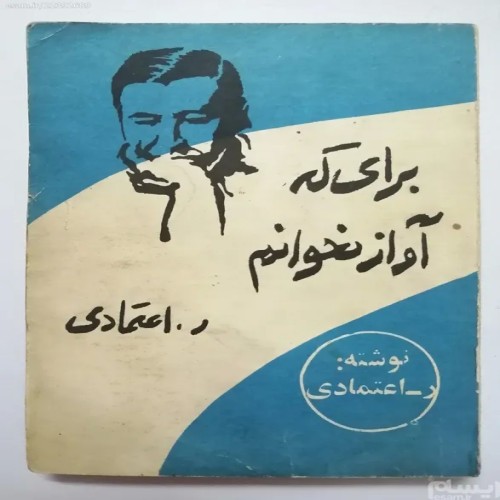 برای که
آواز نخوانم
ر. اعتمادی
نوشته:
ر-اعتمادی